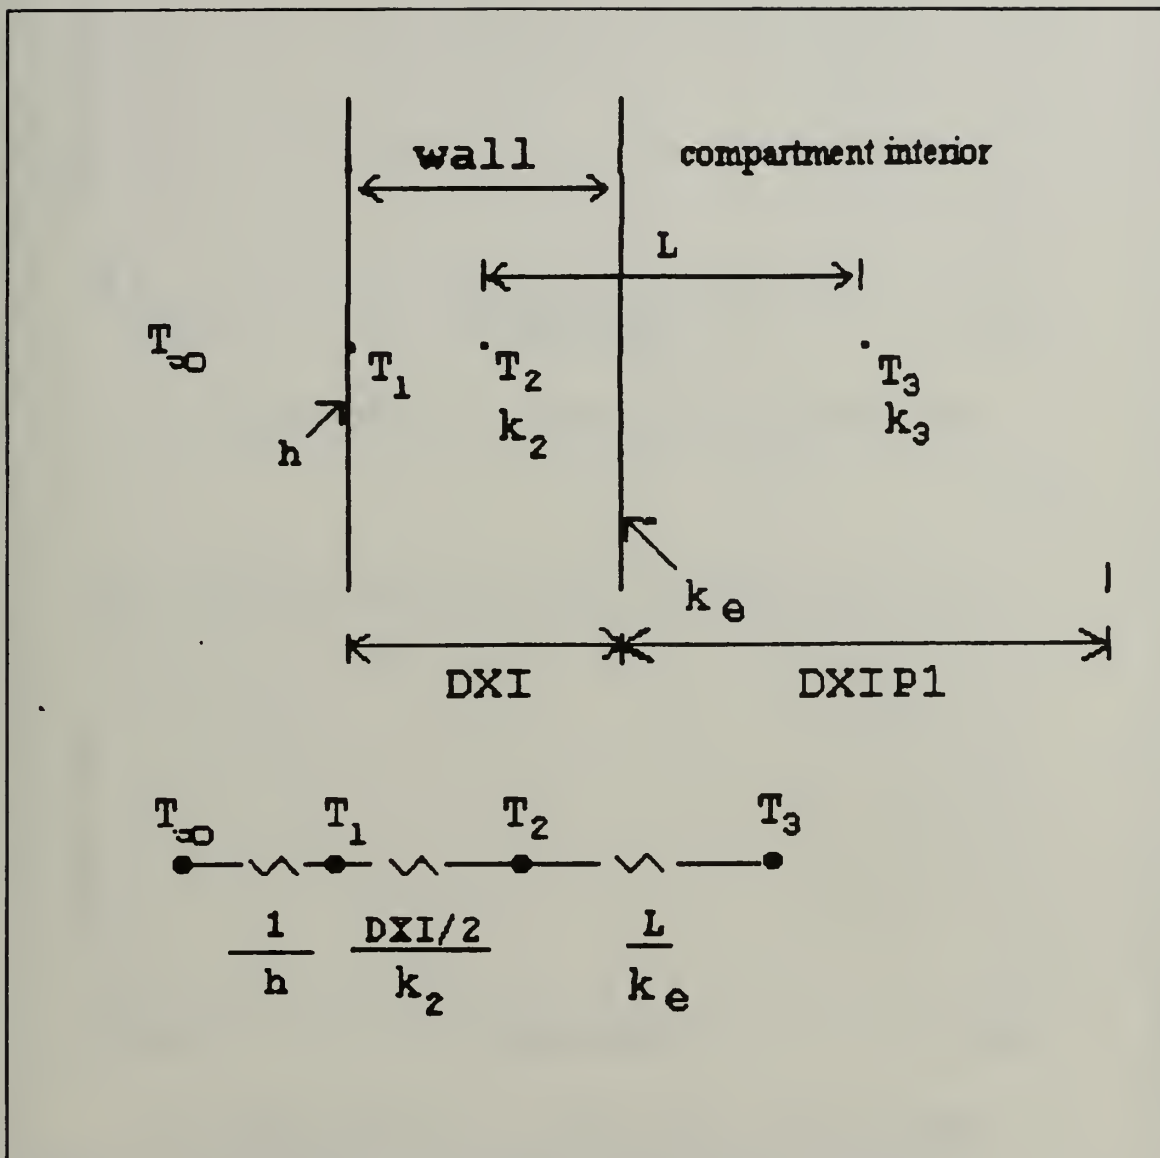 wall
compartment interior
L
T∞
T₁
T₂
T₃
k₂
k₃
h
kₑ
DXI
DXIP1
T∞ T₁ T₂ T₃
1/h DXI/2/k₂ L/kₑ